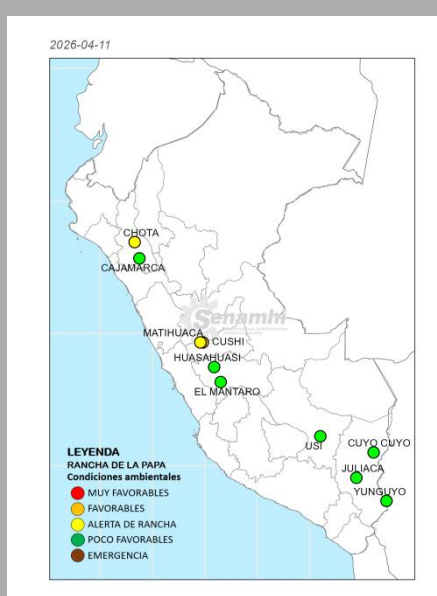 2026-04-11
CHOTA
CAJAMARCA
Senamhi
MATIHUACA
CUSHI
HUASAHUASI
EL MANTARO
USI
CUYO CUYO
JULIACA
YUNGUYO
LEYENDA
RANCHA DE LA PAPA
Condiciones ambientales
MUY FAVORABLES
FAVORABLES
ALERTA DE RANCHA
POCO FAVORABLES
EMERGENCIA